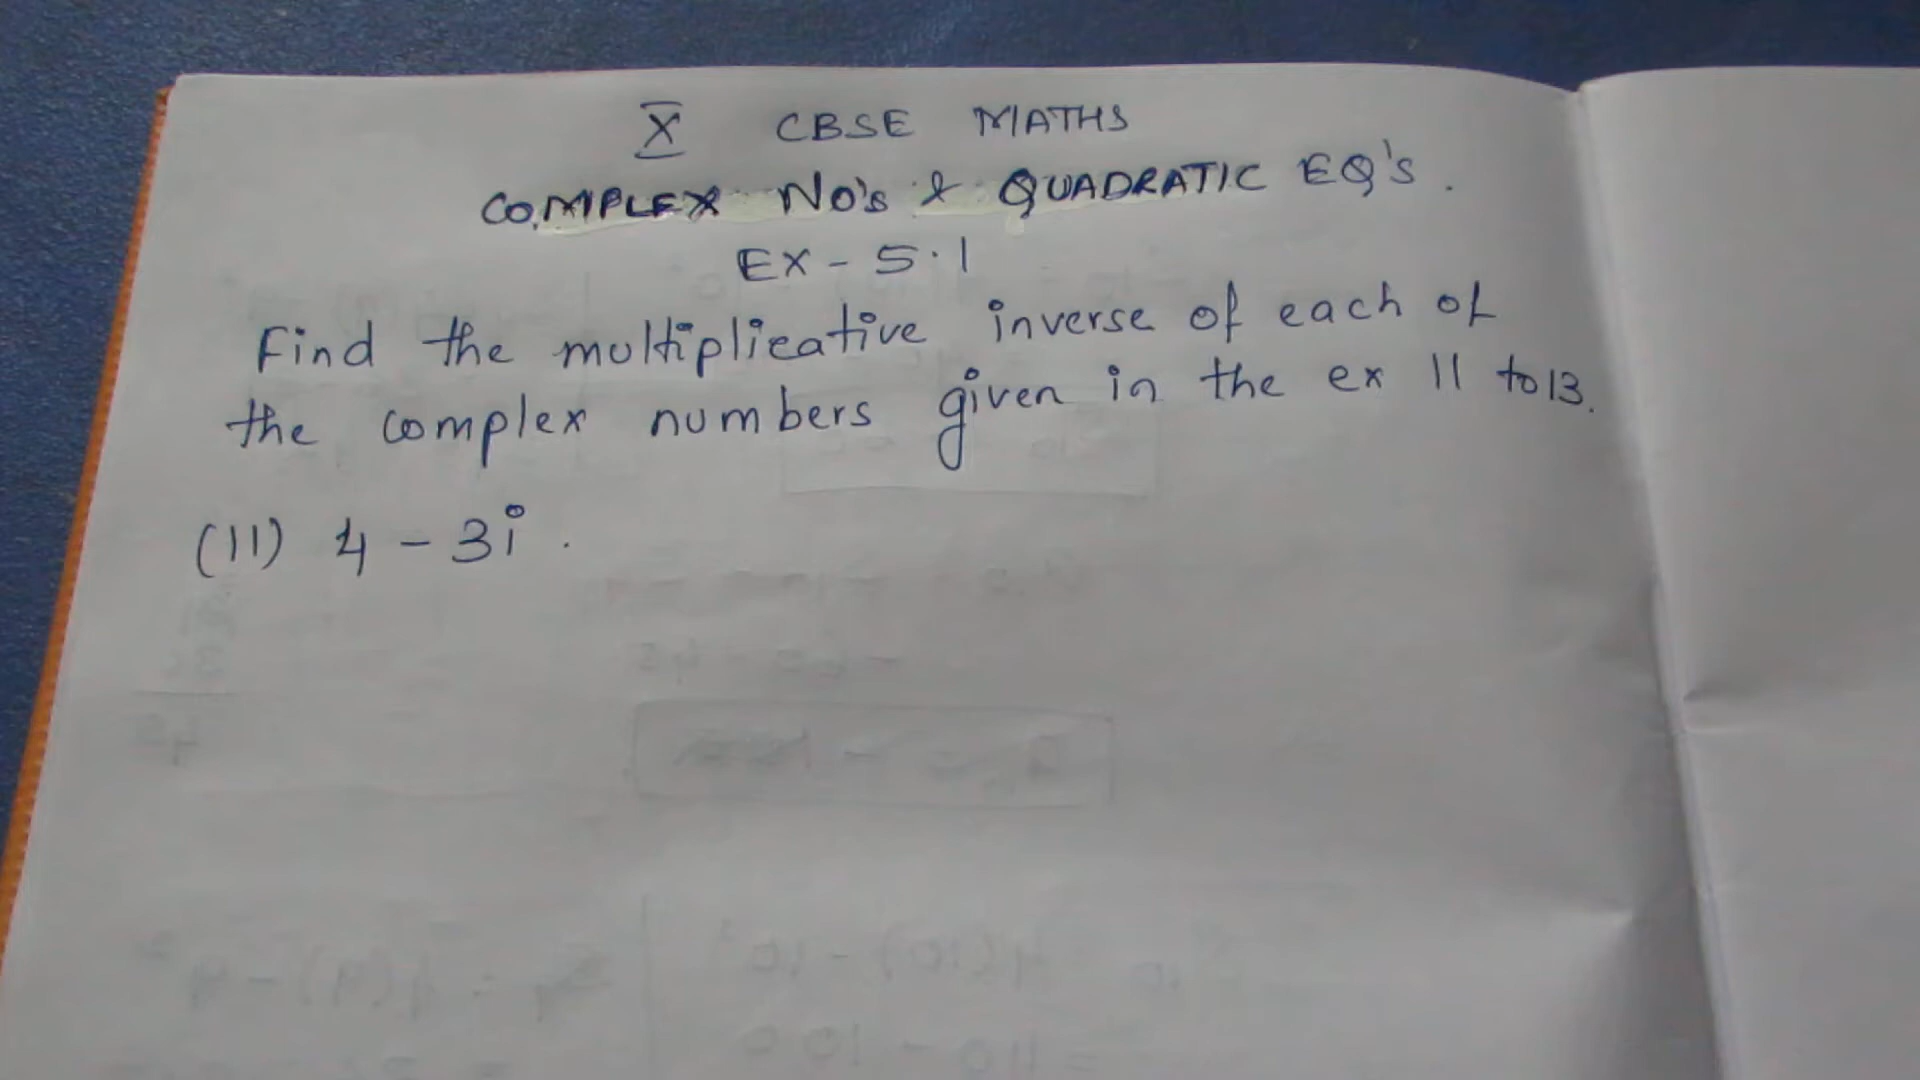 X CBSE MATHS
COMPLEX NO's & QUADRATIC EQ's.
EX - 5.1
Find the multiplicative inverse of each of
the complex numbers given in the ex 11 to 13.
(11) 4 - 3i .